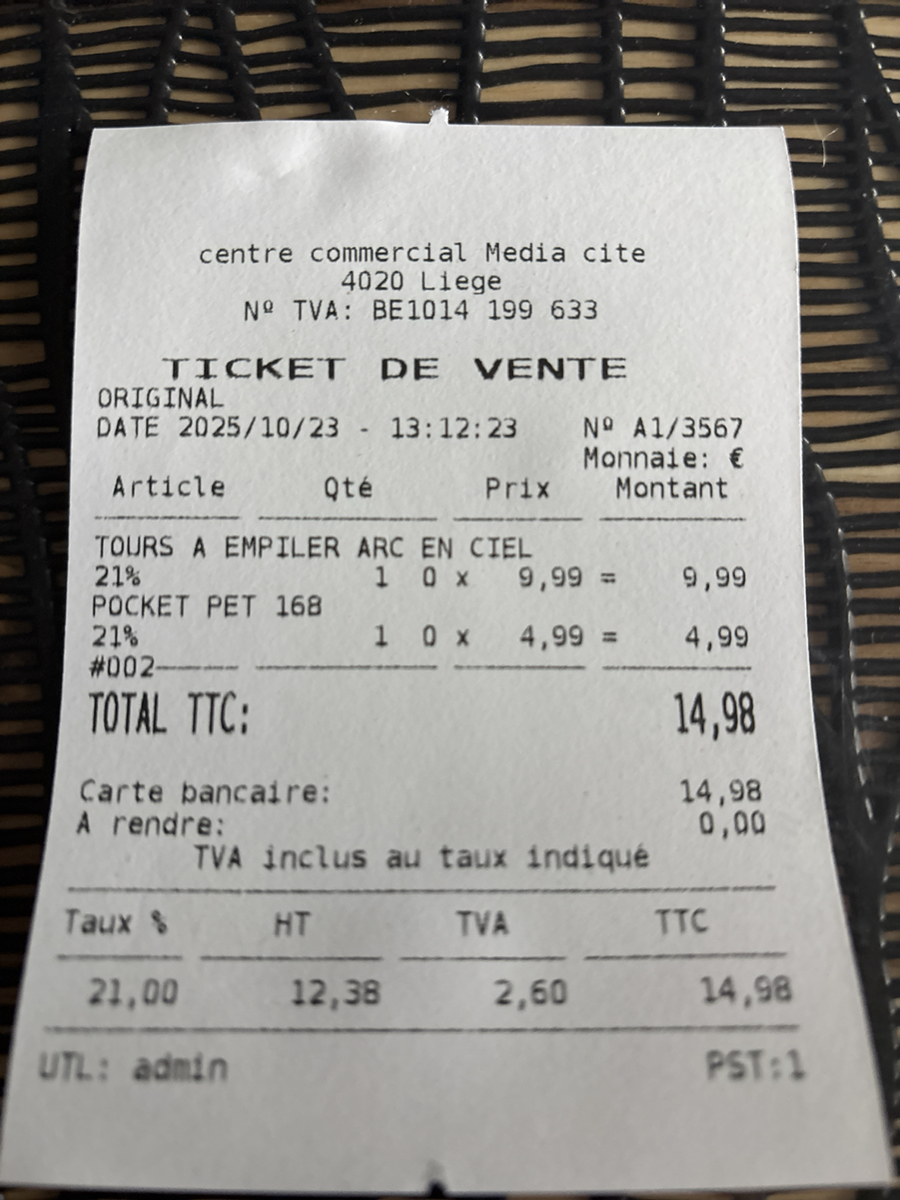 centre commercial Media cite
4020 Liege
Nº TVA: BE1014 199 633
TICKET DE VENTE
ORIGINAL
DATE 2025/10/23 - 13:12:23 Nº A1/3567
Monnaie: €
Article Qté Prix Montant
TOURS A EMPILER ARC EN CIEL
21% 1 0 x 9,99 = 9,99
POCKET PET 168
21% 1 0 x 4,99 = 4,99
#002
TOTAL TTC: 14,98
Carte bancaire: 14,98
A rendre: 0,00
TVA inclus au taux indiqué
Taux % HT TVA TTC
21,00 12,38 2,60 14,98
UTL: admin PST:1